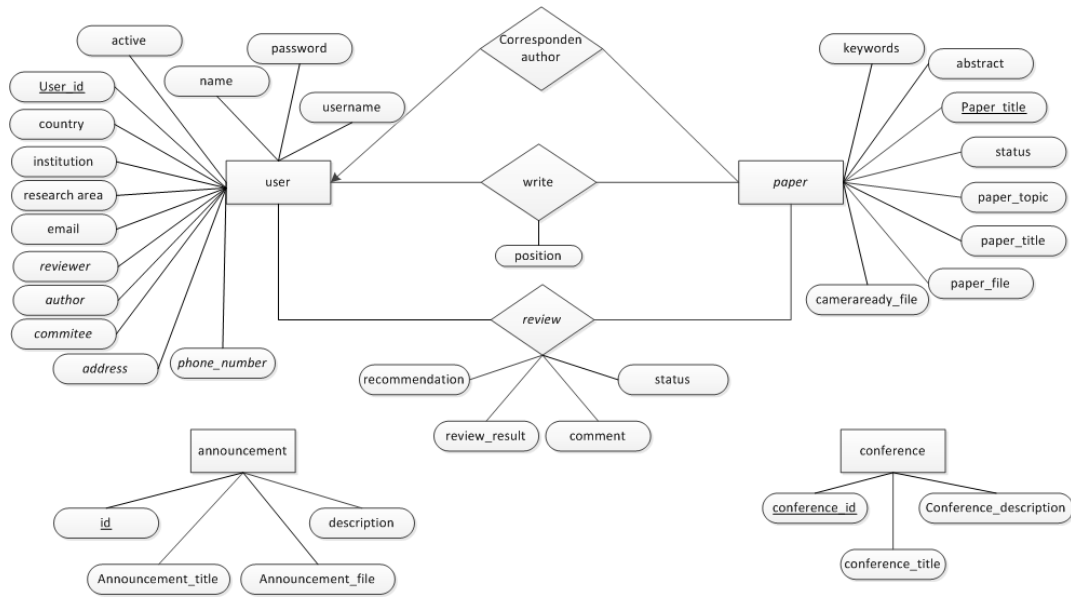 active
password
name
User_id
username
country
institution
research area
email
reviewer
author
commitee
address
phone_number
user
Corresponden
author
write
position
review
recommendation
status
review_result
comment
paper
keywords
abstract
Paper_title
status
paper_topic
paper_title
paper_file
cameraready_file
announcement
id
description
Announcement_title
Announcement_file
conference
conference_id
Conference_description
conference_title